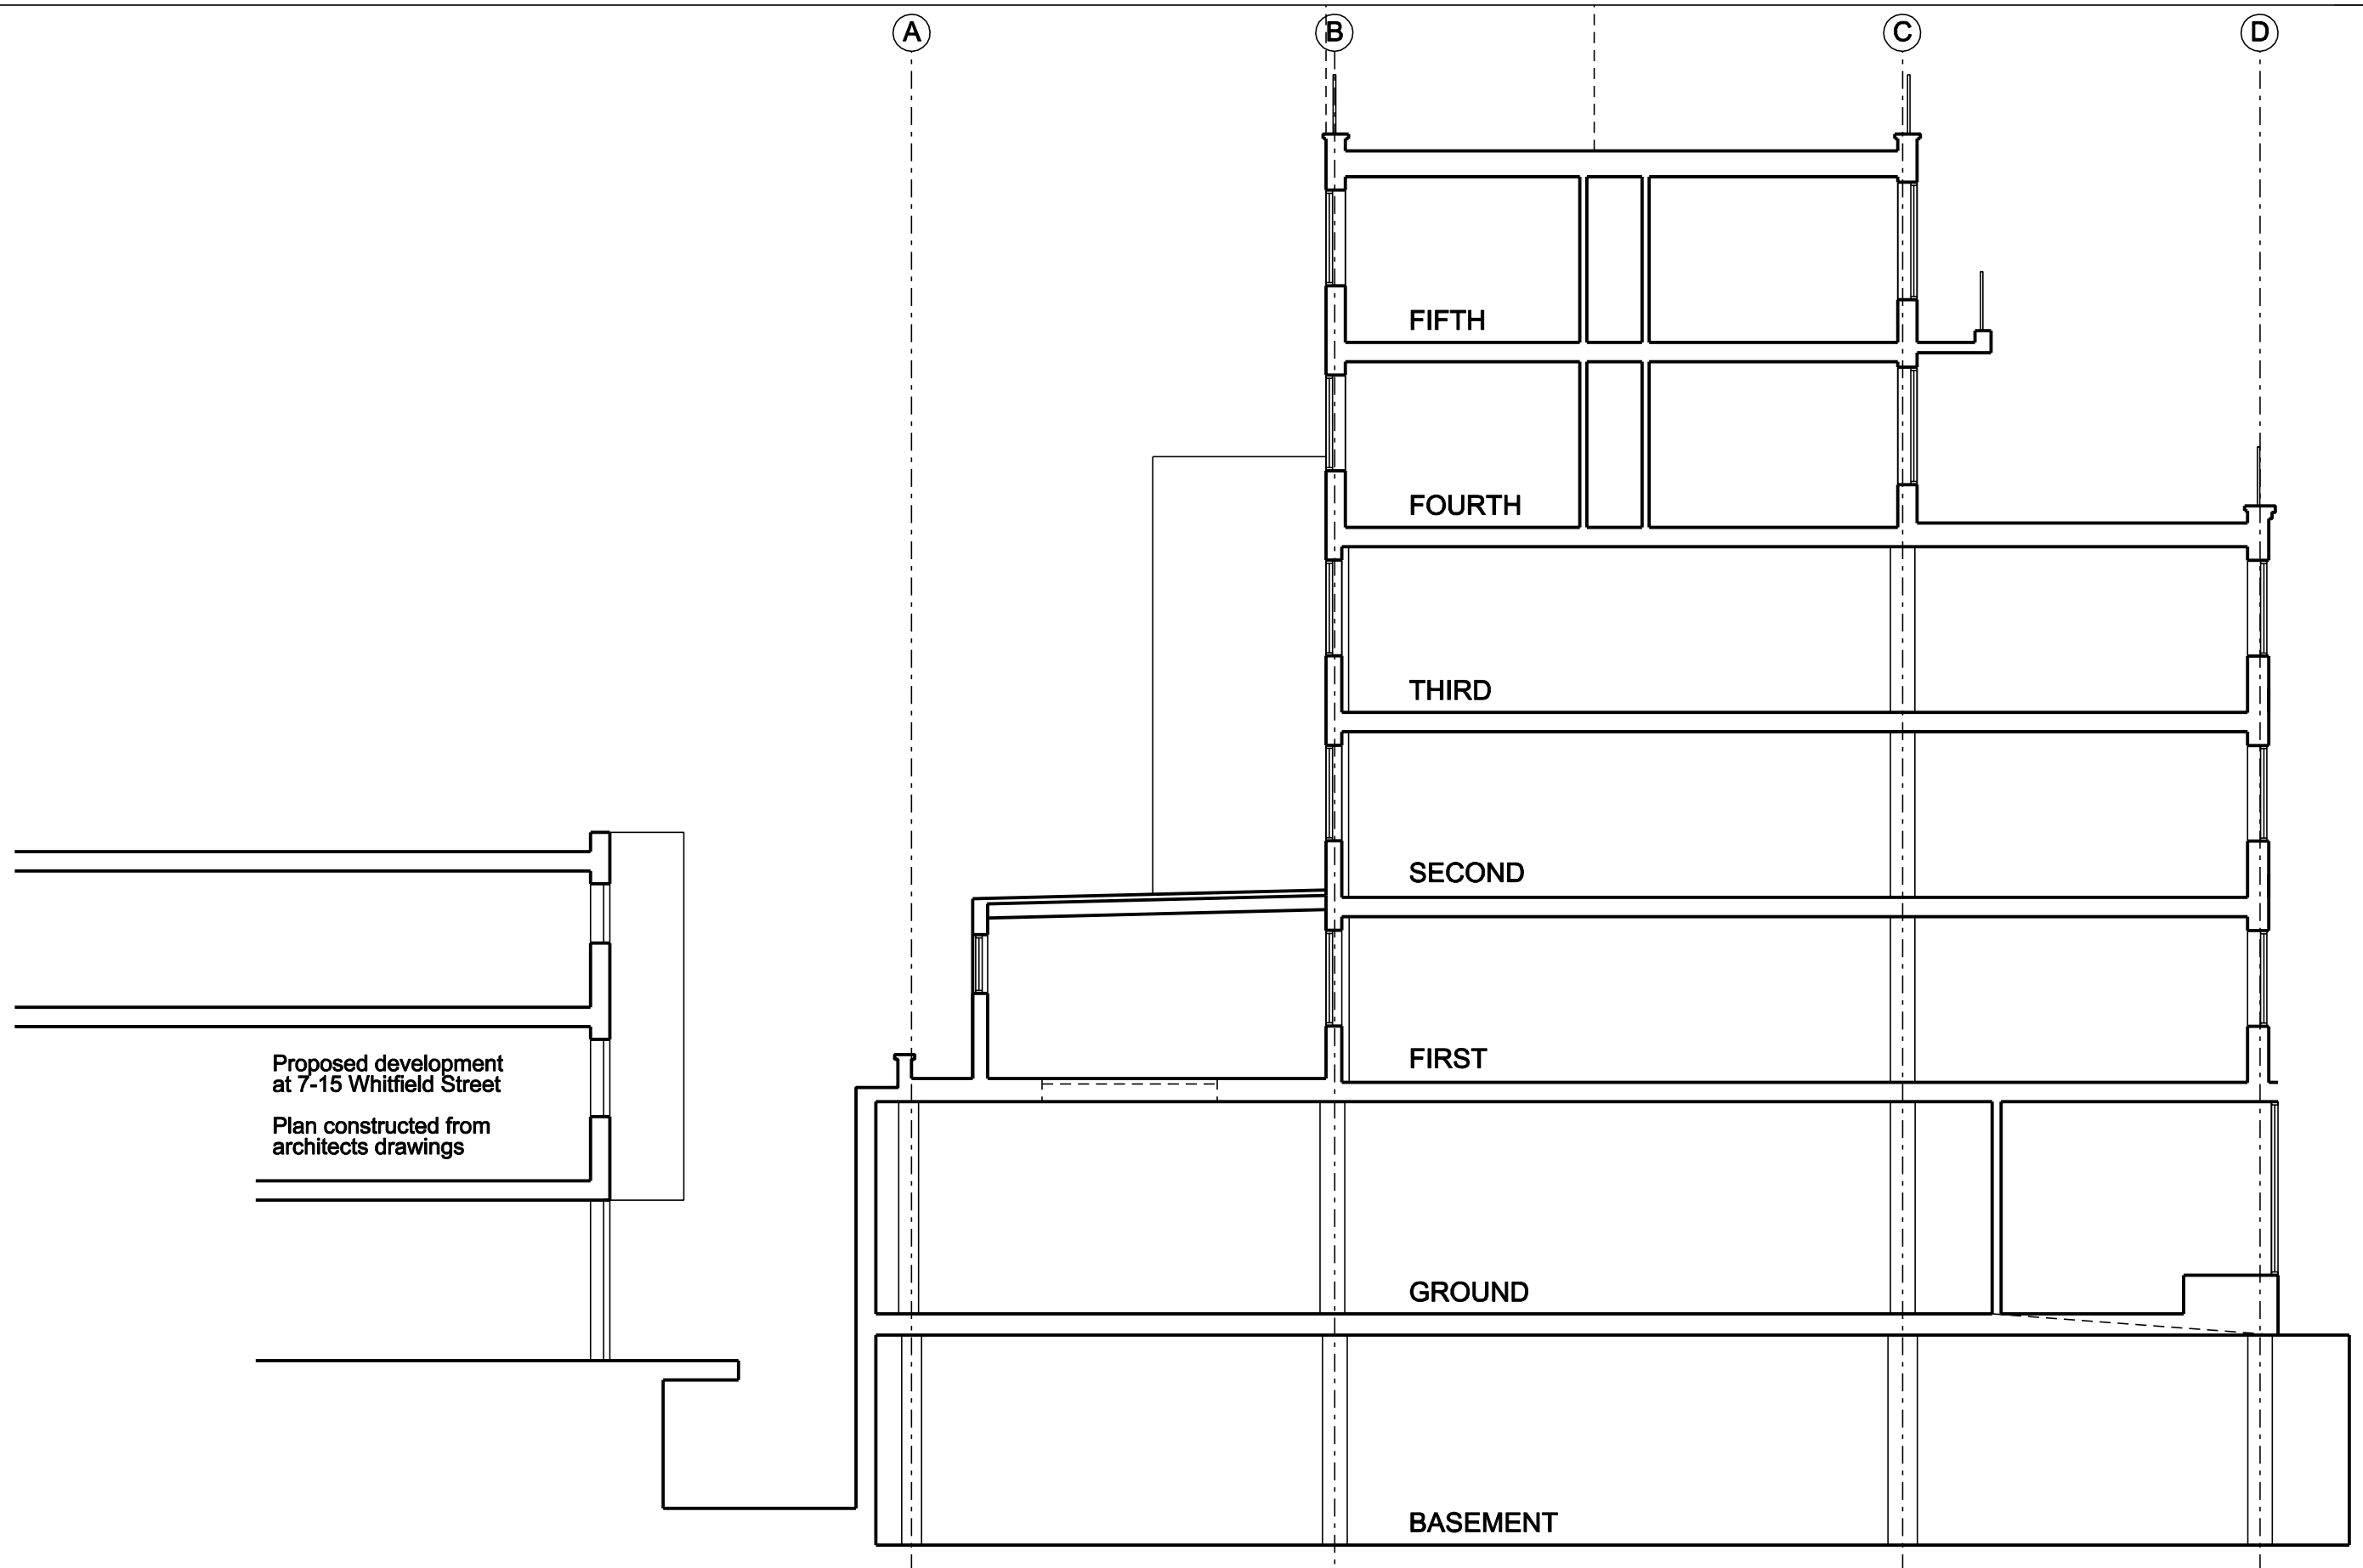 A
B
C
D
FIFTH
FOURTH
THIRD
SECOND
FIRST
Proposed development
at 7-15 Whitfield Street
Plan constructed from
architects drawings
GROUND
BASEMENT